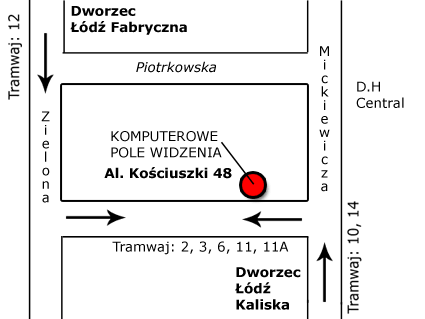 Tramwaj: 12
Dworzec
Łódź Fabryczna
Piotrkowska
Mickiewicza
D.H
Central
Zielona
KOMPUTEROWE
POLE WIDZENIA
Al. Kościuszki 48
Tramwaj: 2, 3, 6, 11, 11A
Tramwaj: 10, 14
Dworzec
Łódź
Kaliska